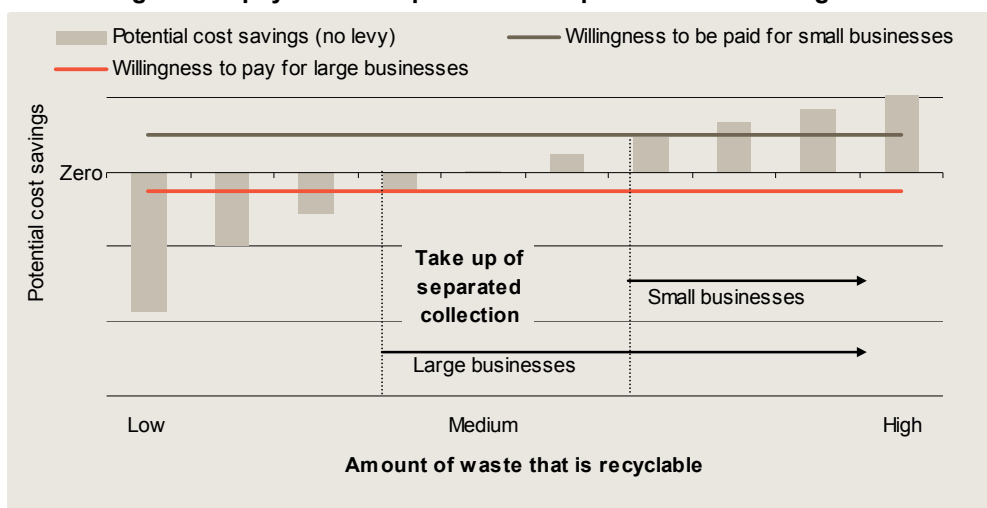 Potential cost savings (no levy)
Willingness to be paid for small businesses
Willingness to pay for large businesses
Potential cost savings
Zero
Take up of
separated
collection
Small businesses
Large businesses
Low
Medium
High
Amount of waste that is recyclable